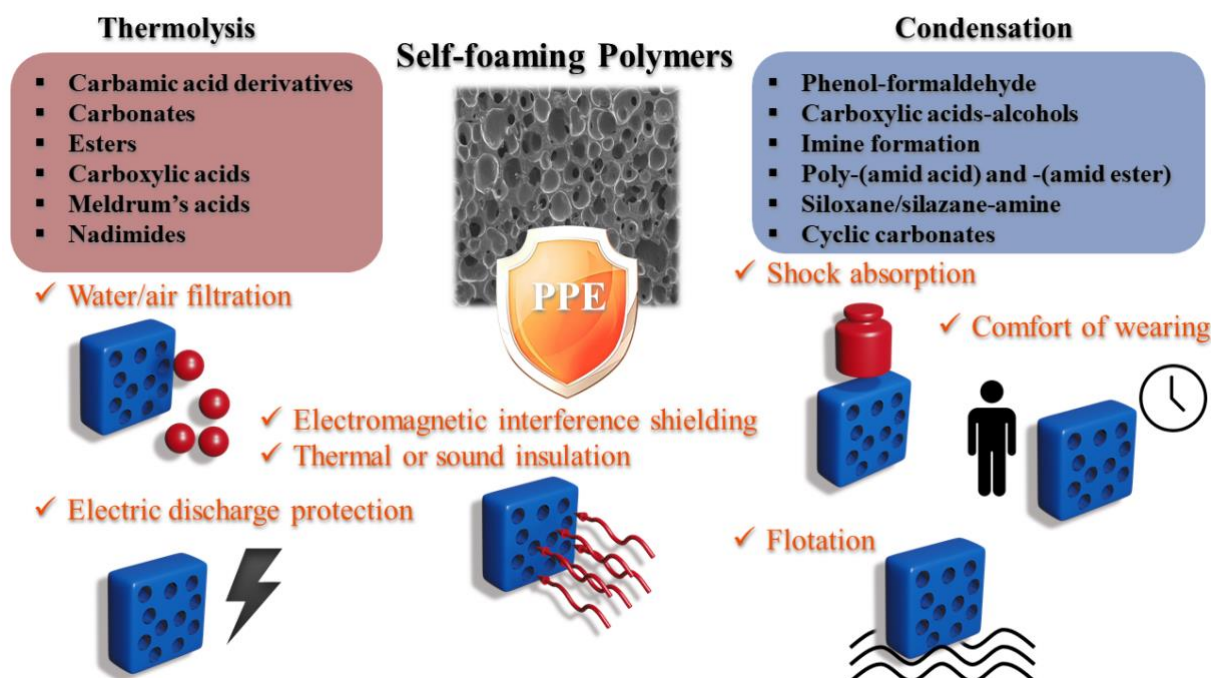 Thermolysis
Carbamic acid derivatives
Carbonates
Esters
Carboxylic acids
Meldrum's acids
Nadimides
Self-foaming Polymers
PPE
Condensation
Phenol-formaldehyde
Carboxylic acids-alcohols
Imine formation
Poly-(amid acid) and -(amid ester)
Siloxane/silazane-amine
Cyclic carbonates
Water/air filtration
Electromagnetic interference shielding
Thermal or sound insulation
Electric discharge protection
Shock absorption
Comfort of wearing
Flotation